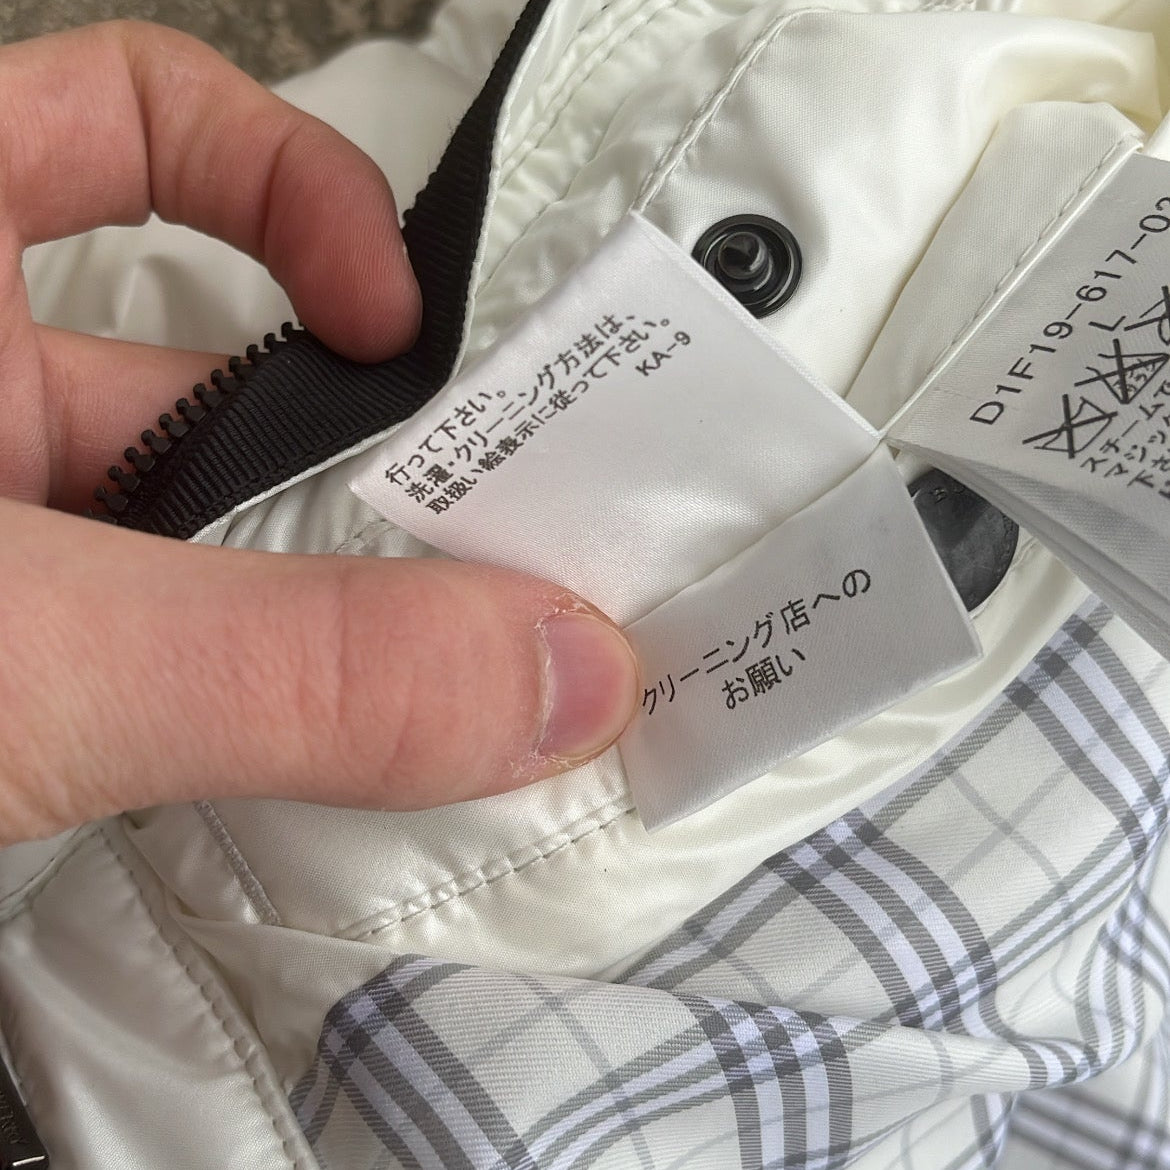 行って下さい。
洗濯・クリーニング方法は、
取扱い絵表示に従って下さい。
KA-9
クリーニング店への
お願い
D1F19-617-02
L